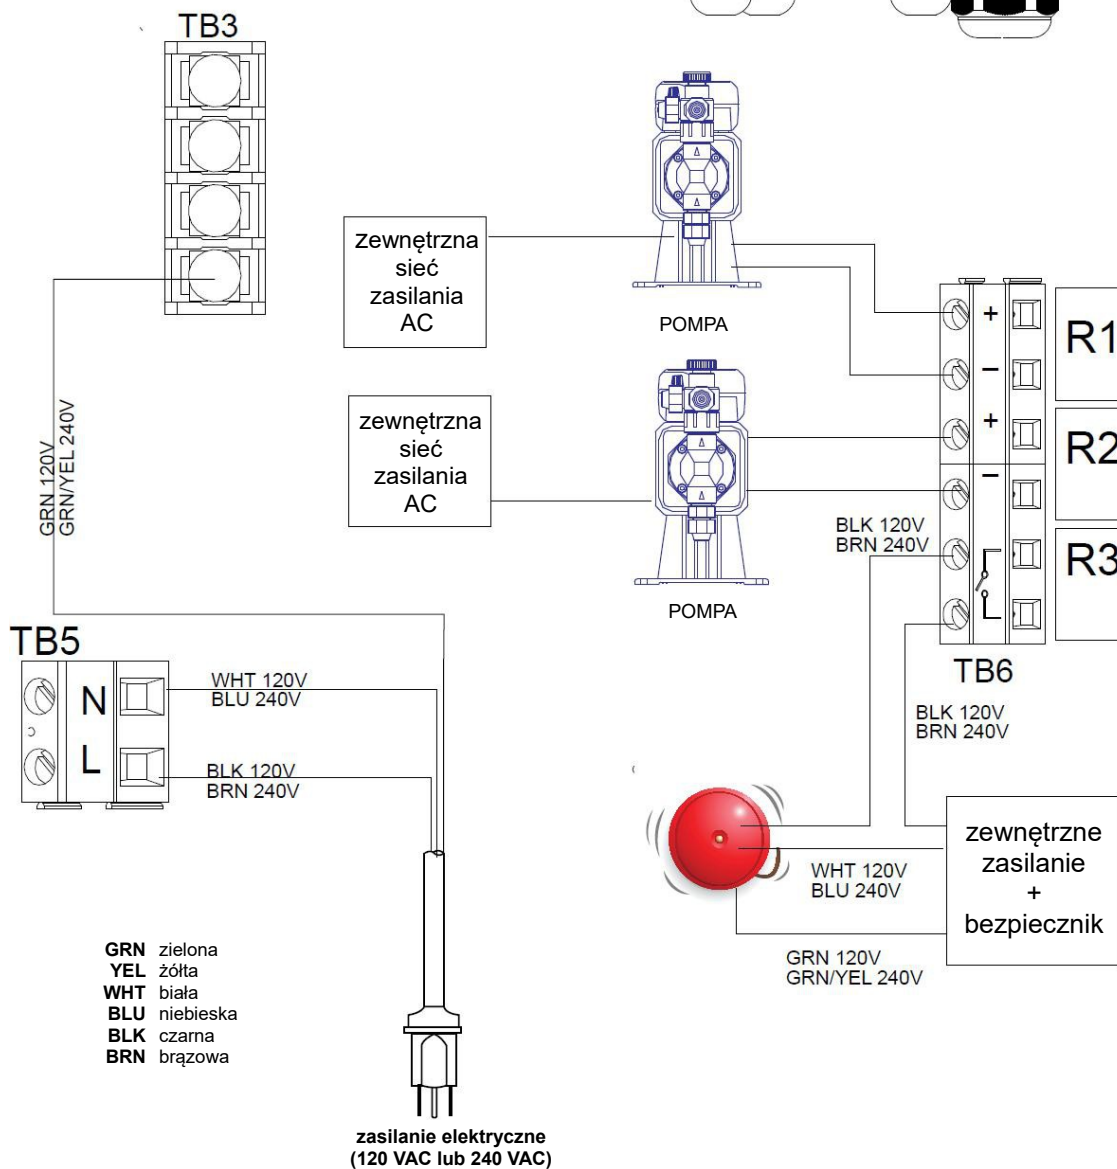 TB3
zewnętrzna
sieć
zasilania
AC
POMPA
+
−
+
−
R1
R2
R3
zewnętrzna
sieć
zasilania
AC
POMPA
GRN 120V
GRN/YEL 240V
BLK 120V
BRN 240V
TB6
BLK 120V
BRN 240V
TB5
N
L
WHT 120V
BLU 240V
BLK 120V
BRN 240V
WHT 120V
BLU 240V
zewnętrzne
zasilanie
+
bezpiecznik
GRN 120V
GRN/YEL 240V
GRN zielona
YEL żółta
WHT biała
BLU niebieska
BLK czarna
BRN brązowa
zasilanie elektryczne
(120 VAC lub 240 VAC)